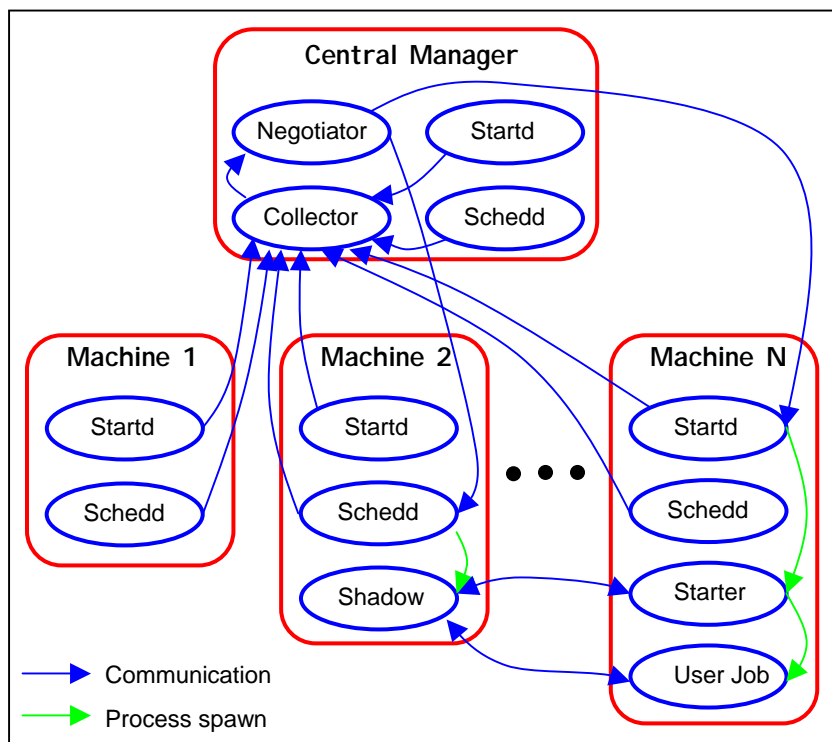 Central Manager
Negotiator
Startd
Collector
Schedd
Machine 1
Startd
Schedd
Machine 2
Startd
Schedd
Shadow
Machine N
Startd
Schedd
Starter
User Job
Communication
Process spawn